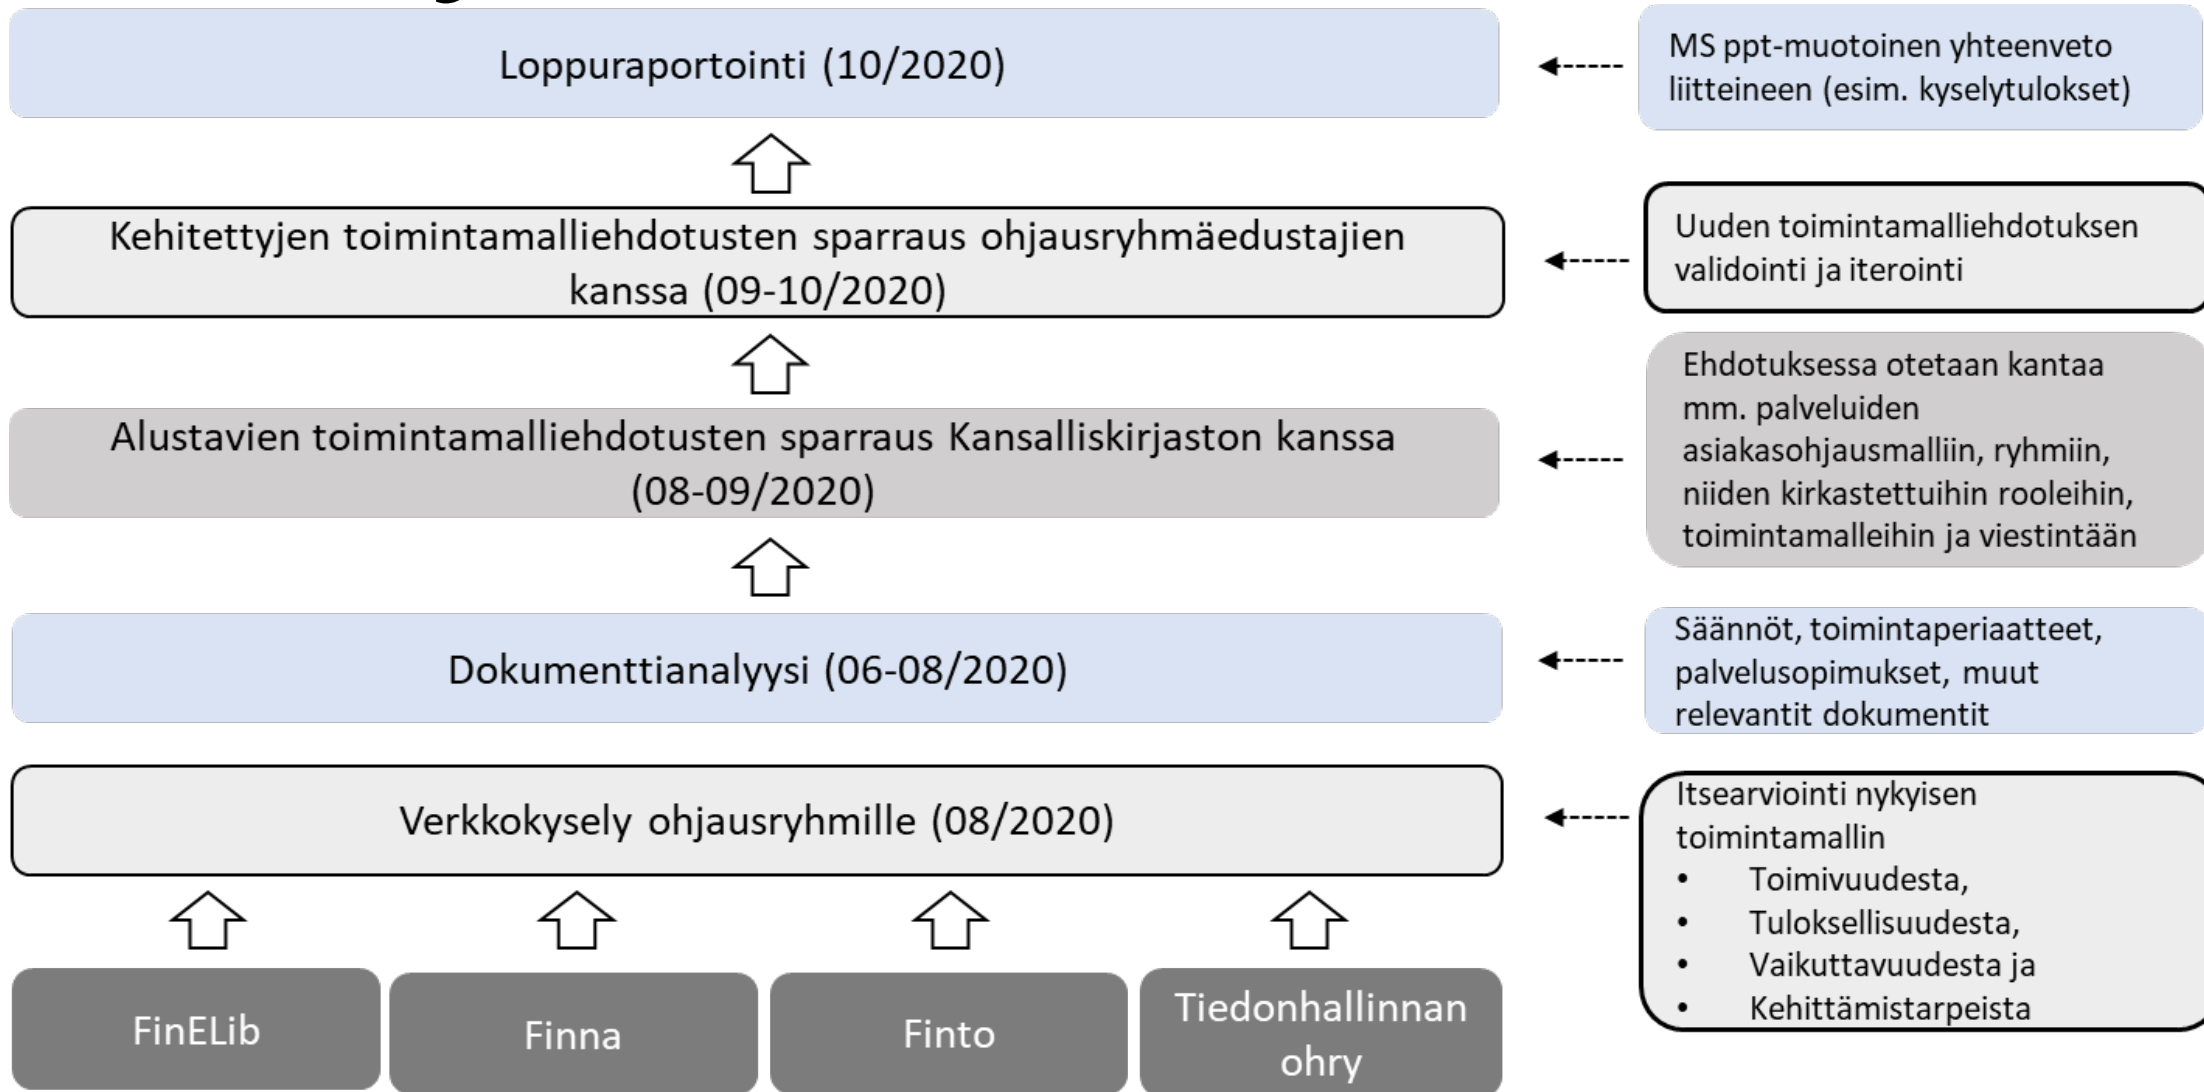 Loppuraportointi (10/2020)
MS ppt-muotoinen yhteenveto
liitteineen (esim. kyselytulokset)
Kehitettyjen toimintamalliehdotusten sparraus ohjausryhmäedustajien
kanssa (09-10/2020)
Uuden toimintamalliehdotuksen
validointi ja iterointi
Alustavien toimintamalliehdotusten sparraus Kansalliskirjaston kanssa
(08-09/2020)
Ehdotuksessa otetaan kantaa
mm. palveluiden
asiakasohjausmalliin, ryhmiin,
niiden kirkastettuihin rooleihin,
toimintamalleihin ja viestintään
Dokumenttianalyysi (06-08/2020)
Säännöt, toimintaperiaatteet,
palvelusopimukset, muut
relevantit dokumentit
Verkkokysely ohjausryhmille (08/2020)
Itsearviointi nykyisen
toimintamallin
• Toimivuudesta,
• Tuloksellisuudesta,
• Vaikuttavuudesta ja
• Kehittämistarpeista
FinELib
Finna
Finto
Tiedonhallinnan
ohry